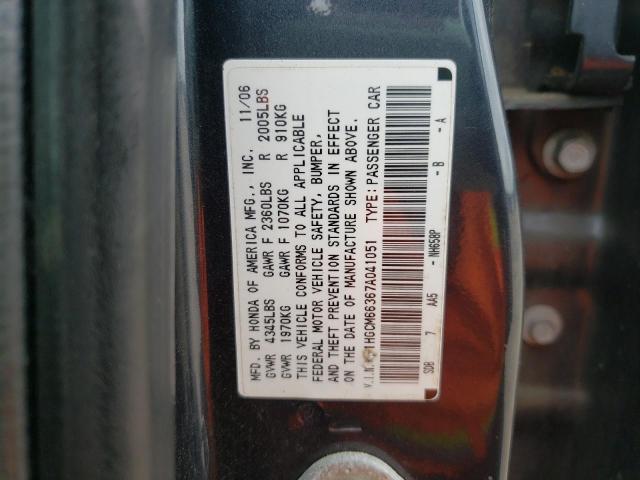 MFD. BY HONDA OF AMERICA MFG., INC. 11/06
GVWR 4345LBS GAWR F 2360LBS R 2005LBS
GVWR 1970KG GAWR F 1070KG R 910KG
THIS VEHICLE CONFORMS TO ALL APPLICABLE
FEDERAL MOTOR VEHICLE SAFETY, BUMPER,
AND THEFT PREVENTION STANDARDS IN EFFECT
ON THE DATE OF MANUFACTURE SHOWN ABOVE.
V.I.N. 1HGCM66367A041051 TYPE: PASSENGER CAR
SDB 7 AA5 - NH658P - B - A